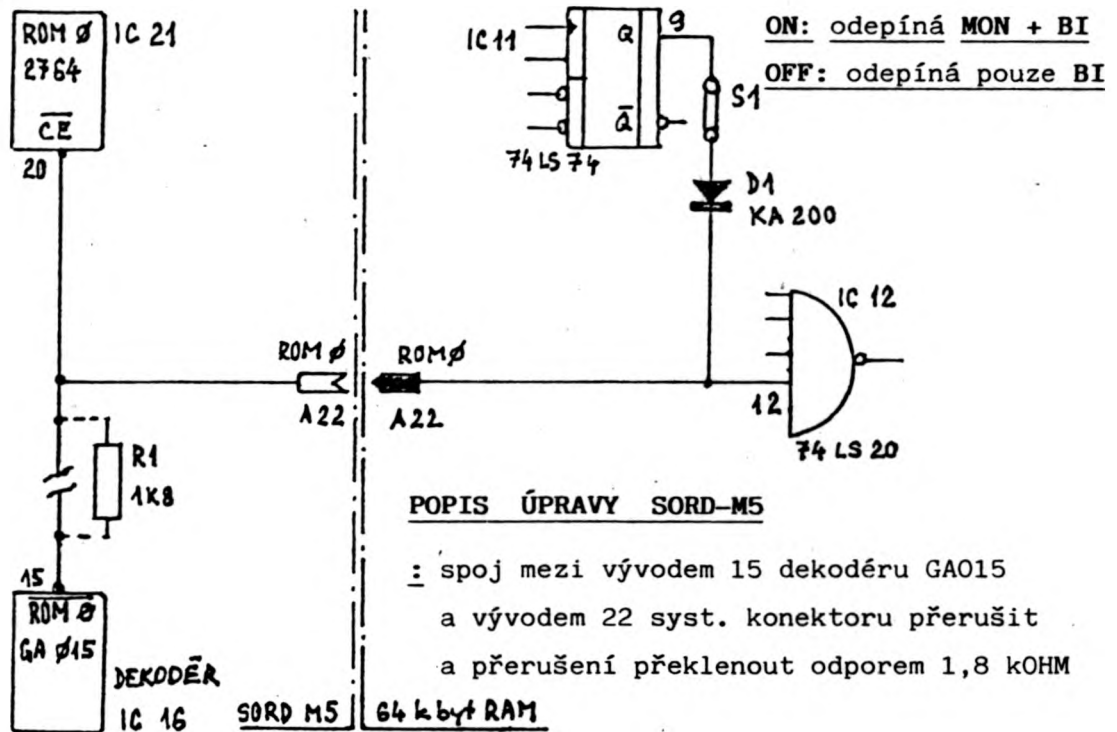 ROM Ø IC 21
2764
CE
20
IC 11
Q 9
Q
74 LS 74
S1
D1
KA 200
ON: odepíná MON + BI
OFF: odepíná pouze BI
IC 12
12
74 LS 20
ROM Ø
A22
ROM Ø
A22
R1
1K8
15
ROM Ø
GA Ø15
DEKODĚR
IC 16
SORD M5
64 k byt RAM
POPIS ÚPRAVY SORD-M5
: spoj mezi vývodem 15 dekodéru GAO15
a vývodem 22 syst. konektoru přerušit
a přerušení překlenout odporem 1,8 kOHM